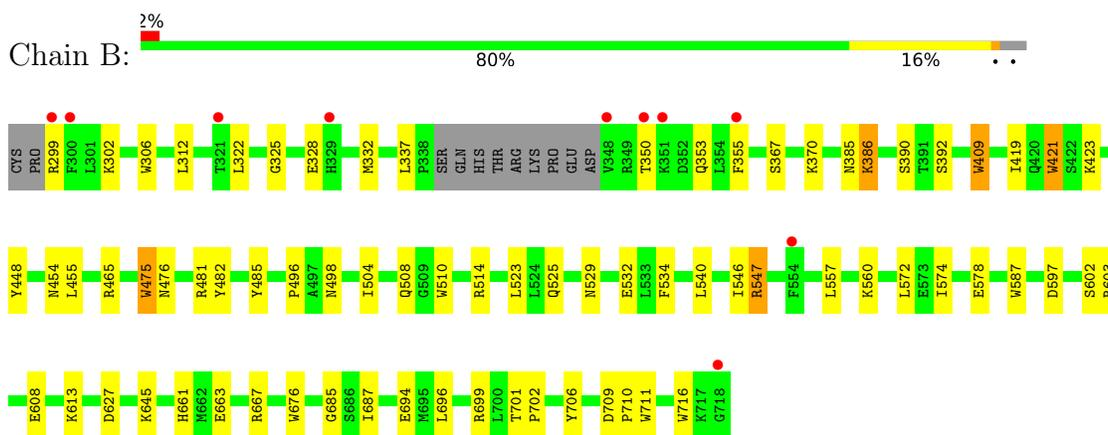 2%
Chain B:
80% 16% • •
CYS PRO R299 F300 L301 K302 W306 L312 T321 L322 G325 E328 H329 M332 L337 P338 SER GLN HIS THR ARG LYS PRO GLU ASP V348 R349 T350 K351 D352 Q353 L354 F355 S367 K370 N385 K386 S390 T391 S392 W409 I419 Q420 W421 S422 K423
Y448 N454 L455 R465 W475 N476 R481 Y482 Y485 P496 A497 N498 I504 Q508 G509 W510 R514 L523 L524 Q525 N529 E532 L533 F534 L540 I546 R547 F554 L557 K560 L572 E573 I574 E578 W587 D597 S602
E608 K613 D627 K645 H661 M662 E663 R667 W676 G685 S686 I687 E694 M695 L696 R699 L700 T701 P702 Y706 D709 P710 W711 W716 K717 G718